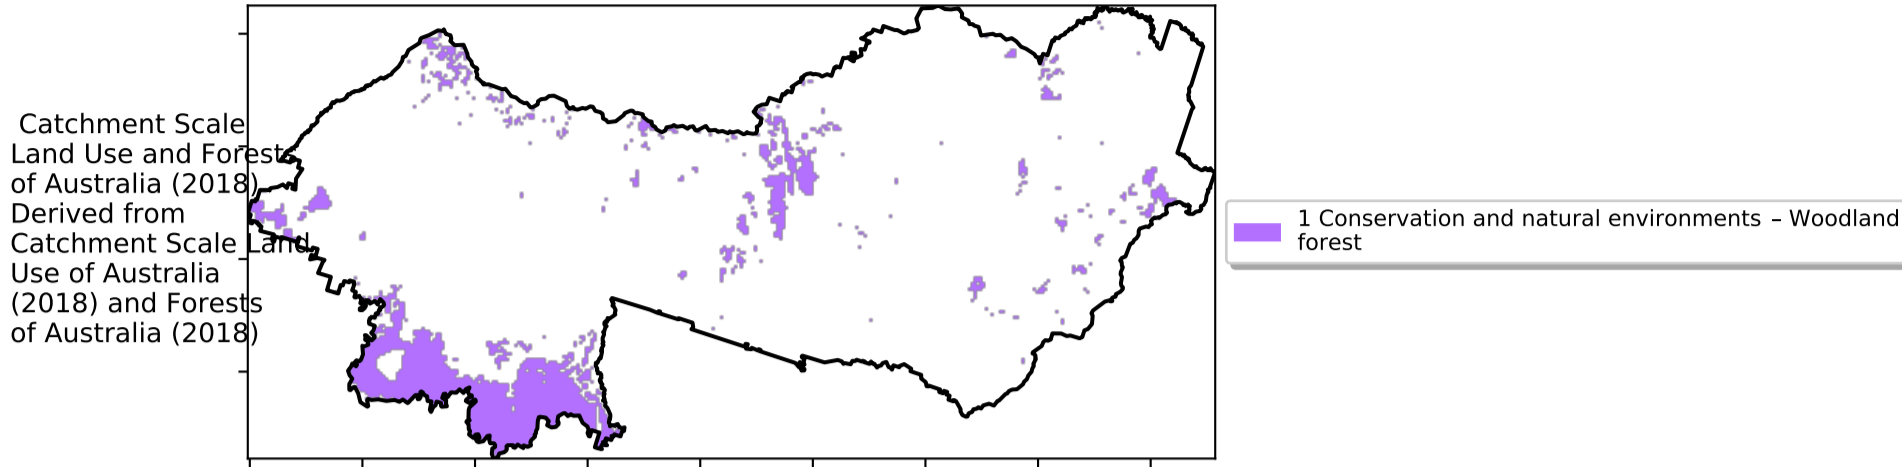 Catchment Scale
Land Use and Forests
of Australia (2018)
Derived from
Catchment Scale Land
Use of Australia
(2018) and Forests
of Australia (2018)
1 Conservation and natural environments – Woodland
forest